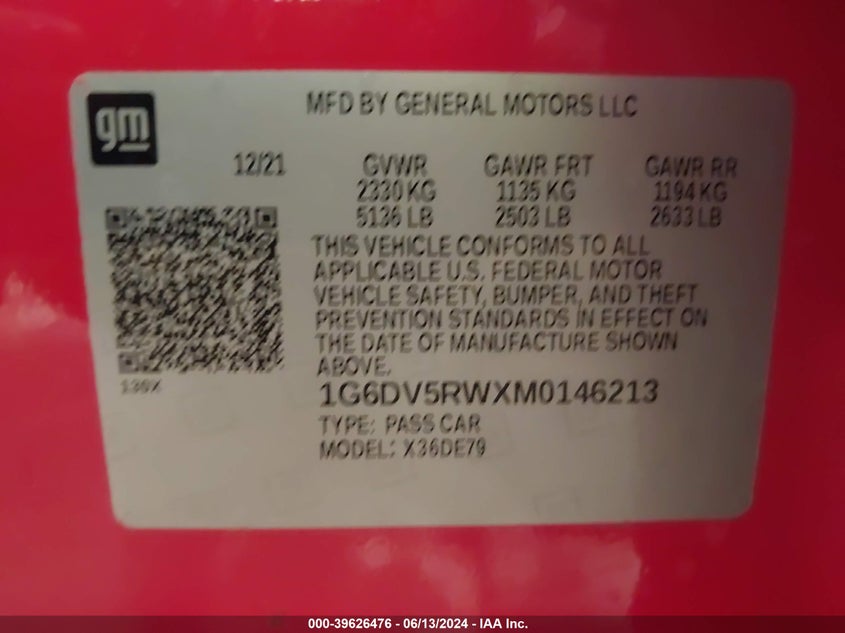 gm
MFD BY GENERAL MOTORS LLC
12/21 GVWR GAWR FRT GAWR RR
2330 KG 1135 KG 1194 KG
5136 LB 2503 LB 2633 LB
THIS VEHICLE CONFORMS TO ALL
APPLICABLE U.S. FEDERAL MOTOR
VEHICLE SAFETY, BUMPER, AND THEFT
PREVENTION STANDARDS IN EFFECT ON
THE DATE OF MANUFACTURE SHOWN
ABOVE.
1G6DV5RWXM0146213
TYPE: PASS CAR
MODEL: X36DE79
000-39626476 - 06/13/2024 - IAA Inc.